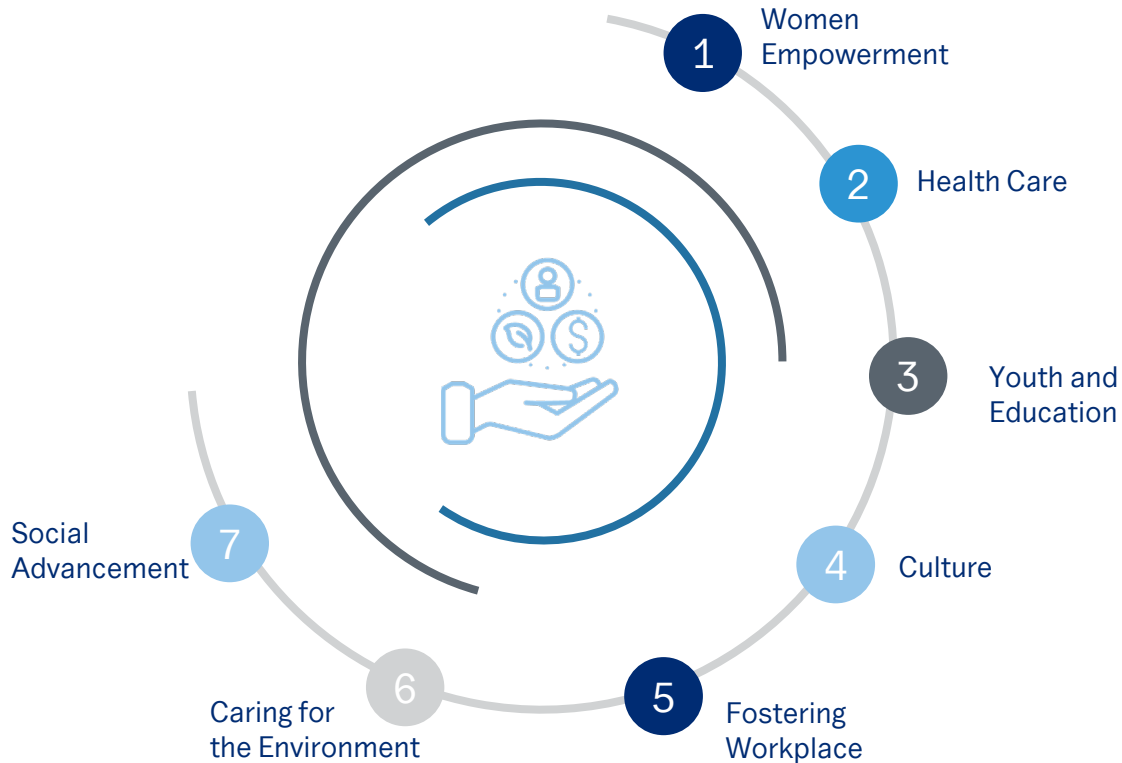 1
Women
Empowerment
2
Health Care
3
Youth and
Education
4
Culture
5
Fostering
Workplace
6
Caring for
the Environment
7
Social
Advancement
$